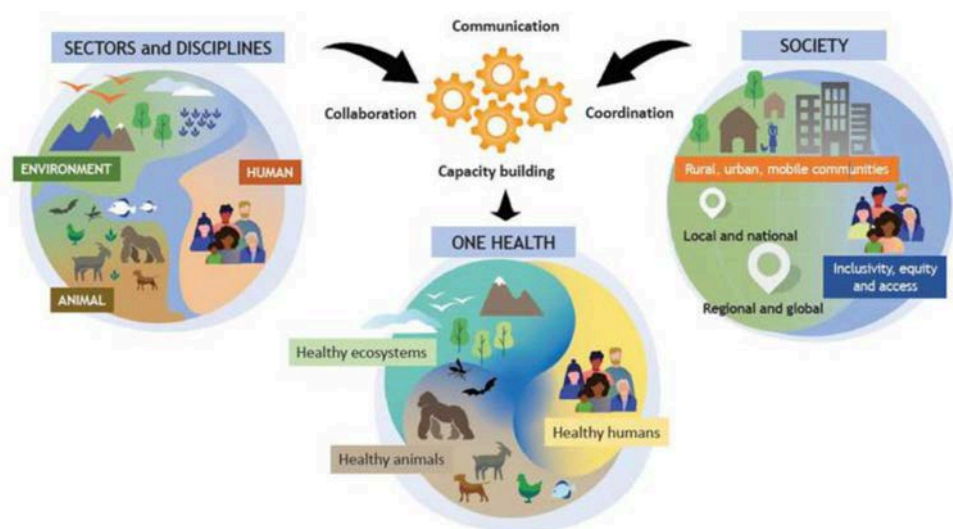 SECTORS and DISCIPLINES
ENVIRONMENT
HUMAN
ANIMAL
Communication
Collaboration
Coordination
Capacity building
SOCIETY
Rural, urban, mobile communities
Local and national
Inclusivity, equity
and access
Regional and global
ONE HEALTH
Healthy ecosystems
Healthy humans
Healthy animals